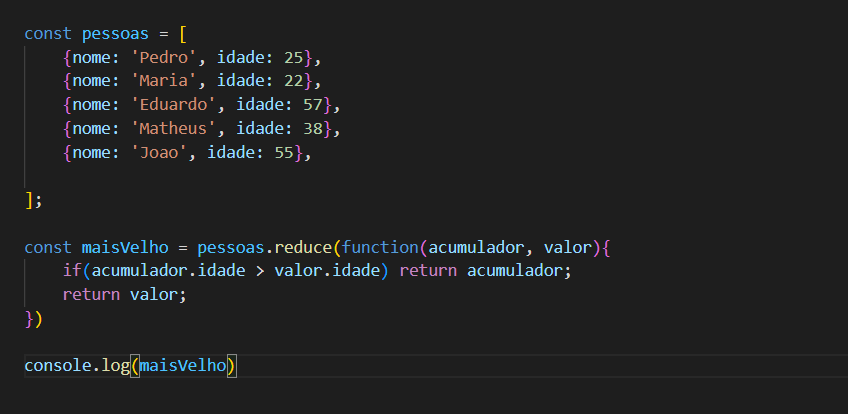 const pessoas = [
    {nome: 'Pedro', idade: 25},
    {nome: 'Maria', idade: 22},
    {nome: 'Eduardo', idade: 57},
    {nome: 'Matheus', idade: 38},
    {nome: 'Joao', idade: 55},
];
const maisVelho = pessoas.reduce(function(acumulador, valor){
    if(acumulador.idade > valor.idade) return acumulador;
    return valor;
})
console.log(maisVelho)